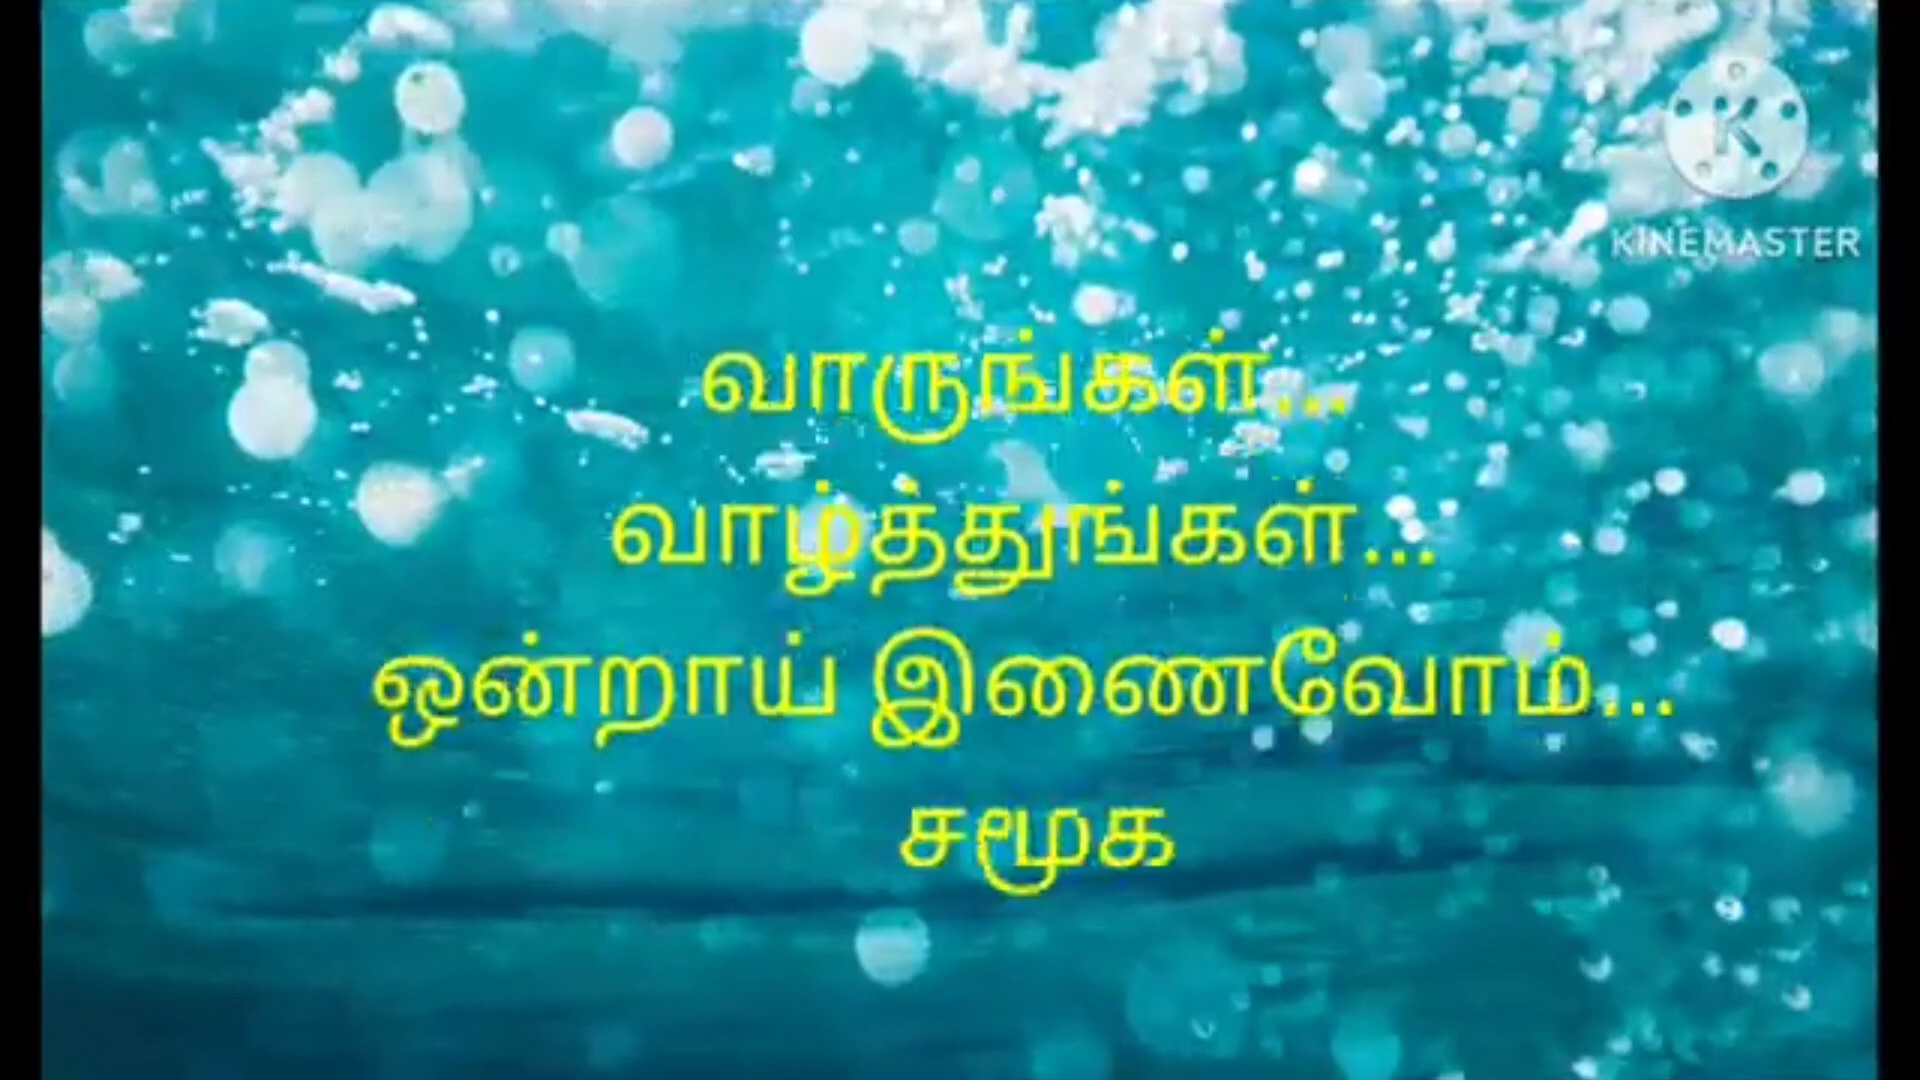 KINEMASTER
வாருங்கள்...
வாழ்த்துங்கள்...
ஒன்றாய் இணைவோம்...
சமூக